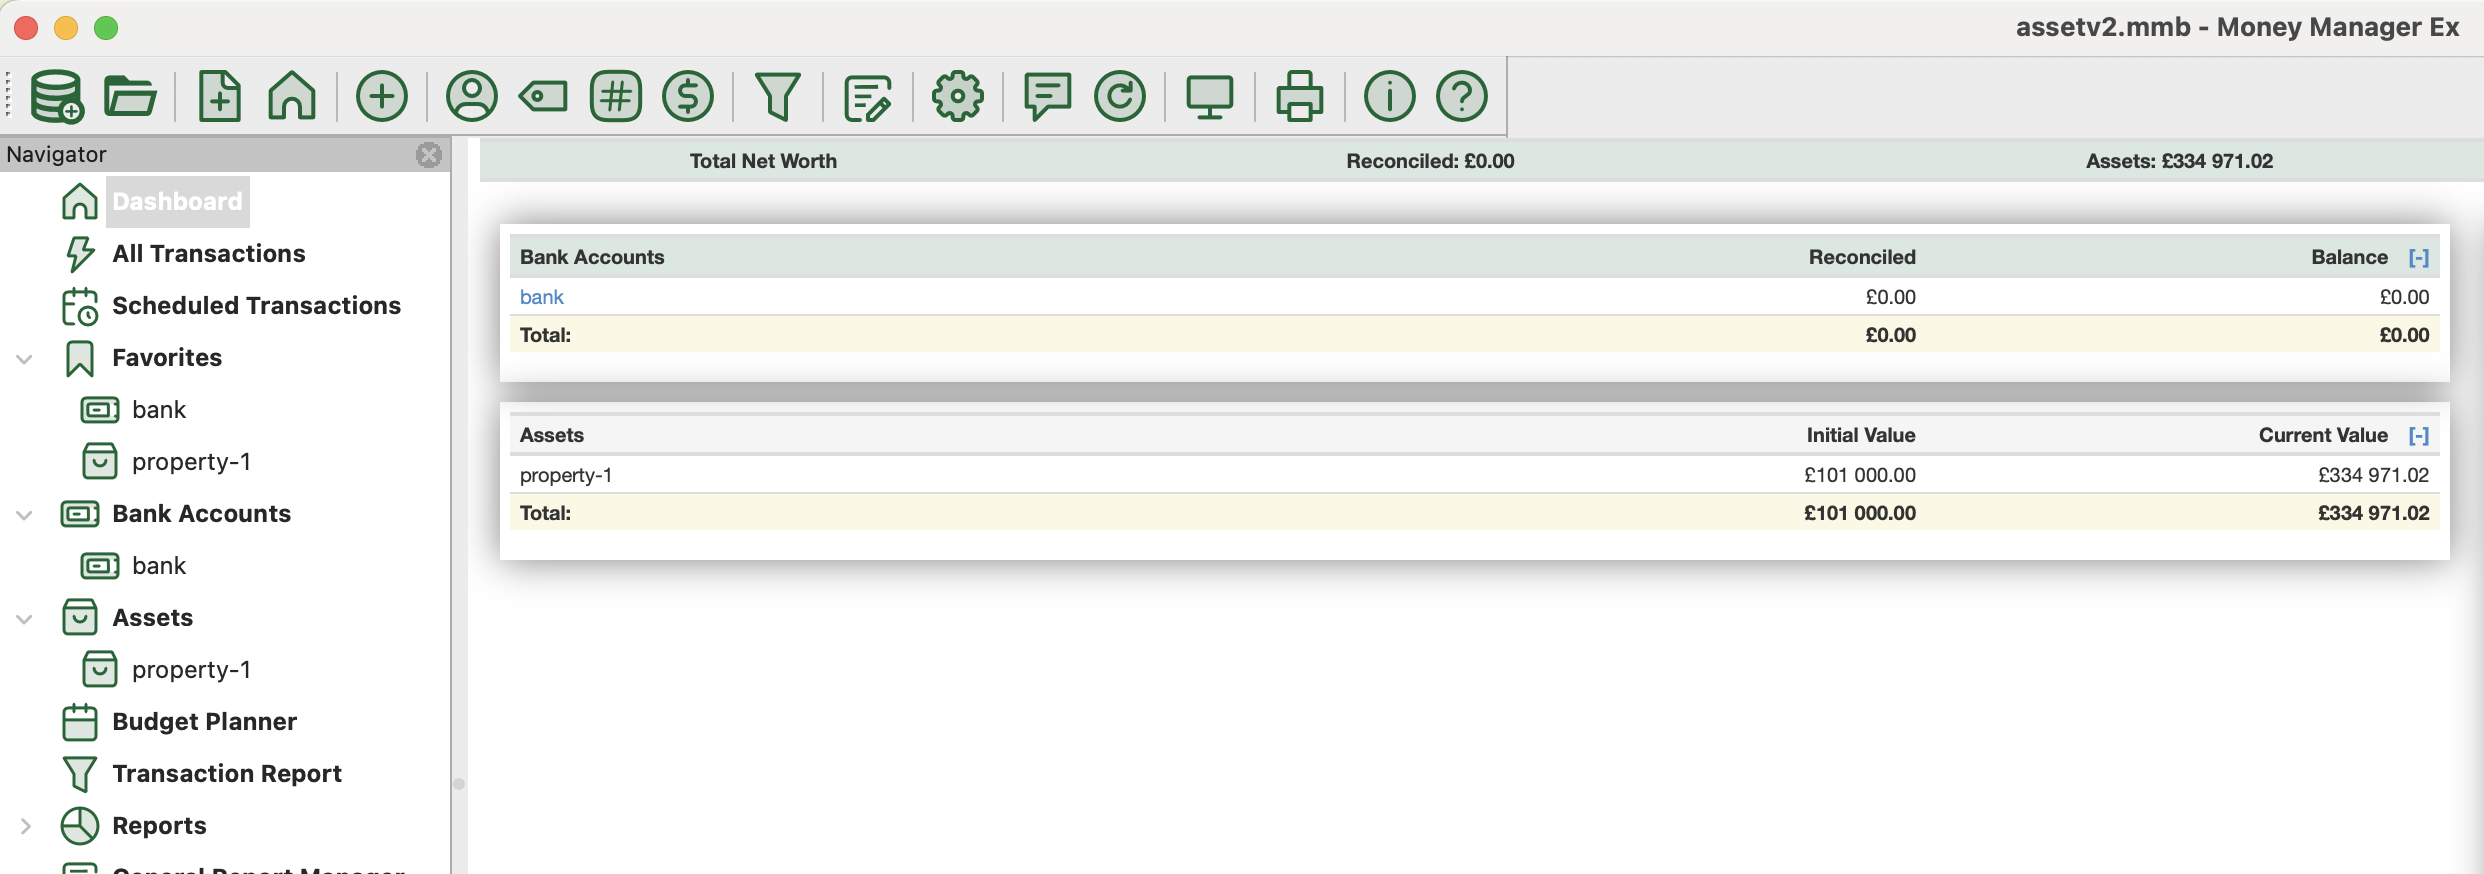 assetv2.mmb - Money Manager Ex
Navigator
Dashboard
All Transactions
Scheduled Transactions
Favorites
bank
property-1
Bank Accounts
bank
Assets
property-1
Budget Planner
Transaction Report
Reports
General Report Manager
Total Net Worth Reconciled: £0.00 Assets: £334 971.02
Bank Accounts Reconciled Balance [-]
bank £0.00 £0.00
Total: £0.00 £0.00
Assets Initial Value Current Value [-]
property-1 £101 000.00 £334 971.02
Total: £101 000.00 £334 971.02